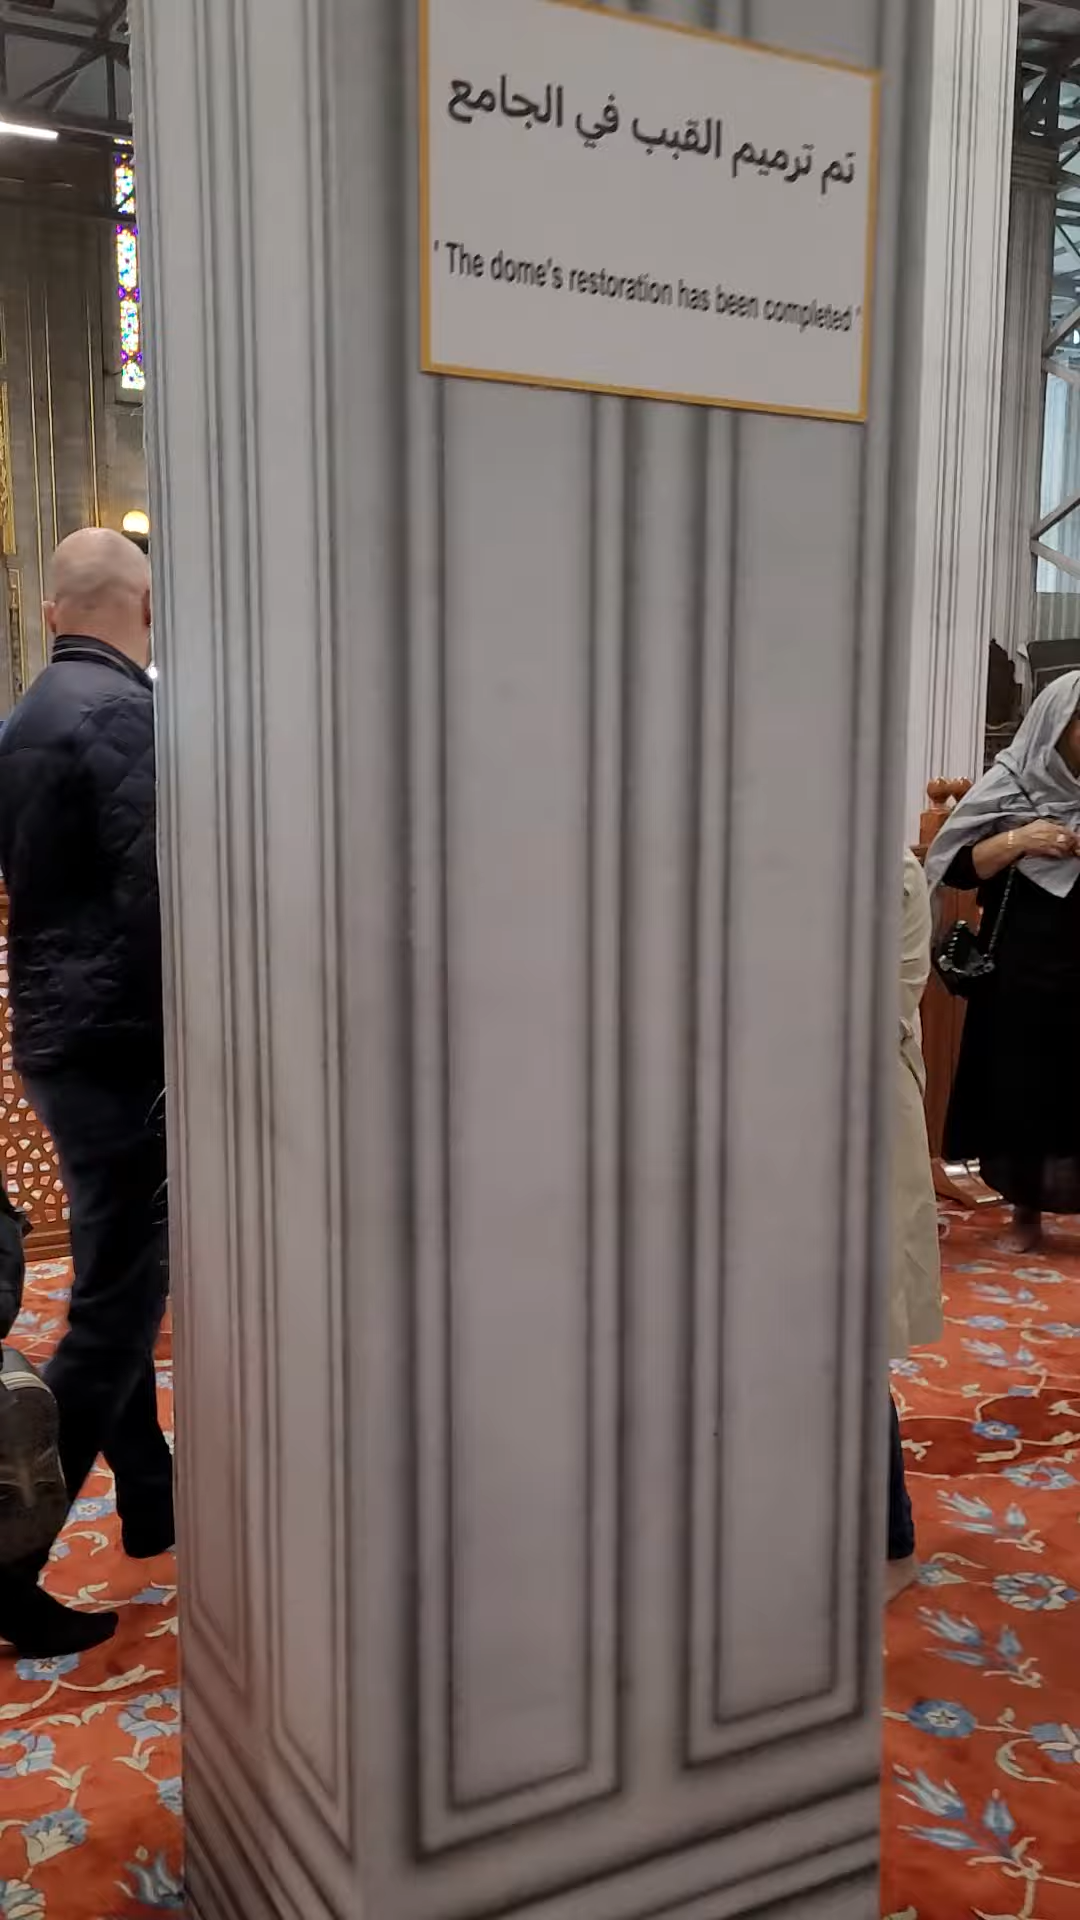 تم ترميم القبب في الجامع
' The dome's restoration has been completed '